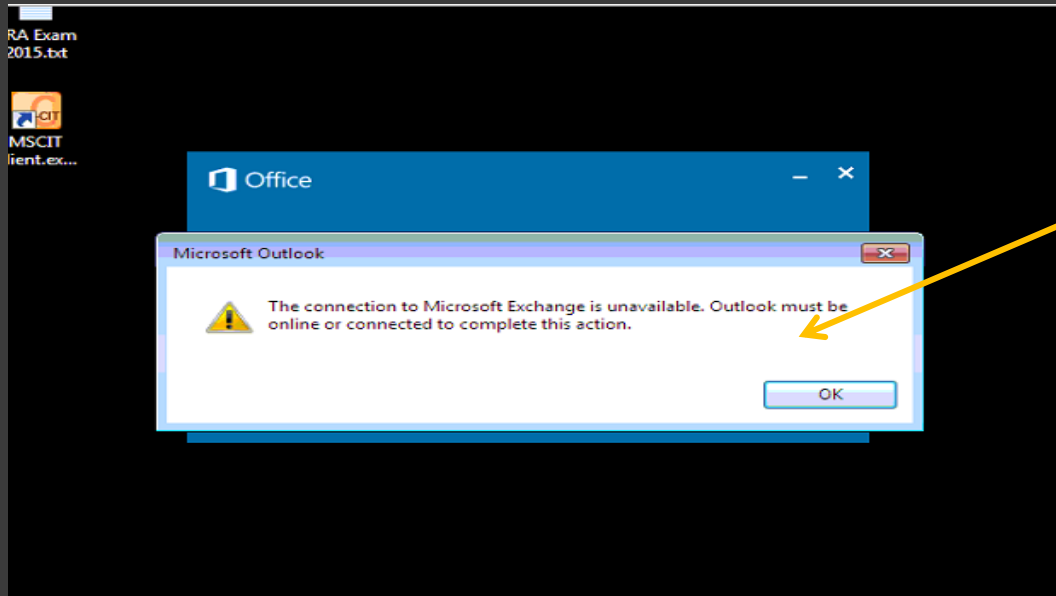 RA Exam
2015.txt
CIT
MSCIT
lient.ex...
Office
Microsoft Outlook
The connection to Microsoft Exchange is unavailable. Outlook must be
online or connected to complete this action.
OK